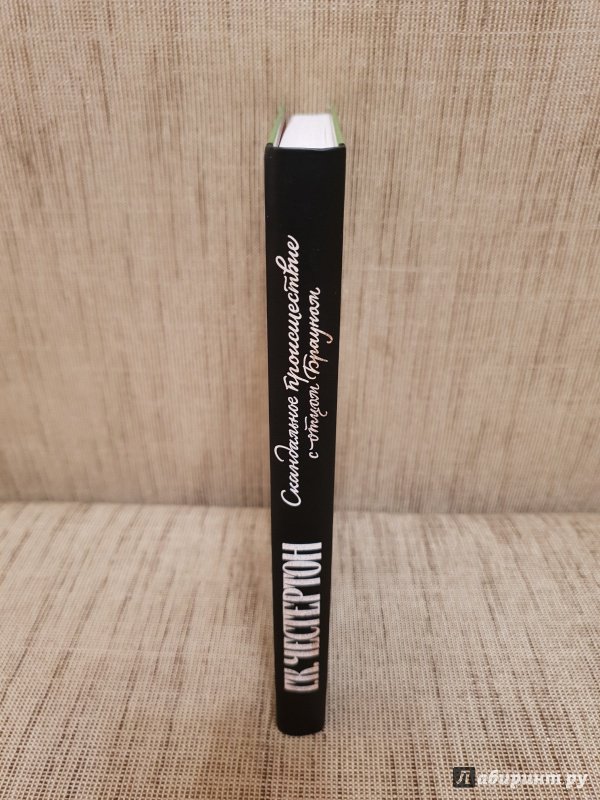 Скандальное происшествие
с отцом Брауном
Г.К. ЧЕСТЕРТОН
Лабиринт.ру